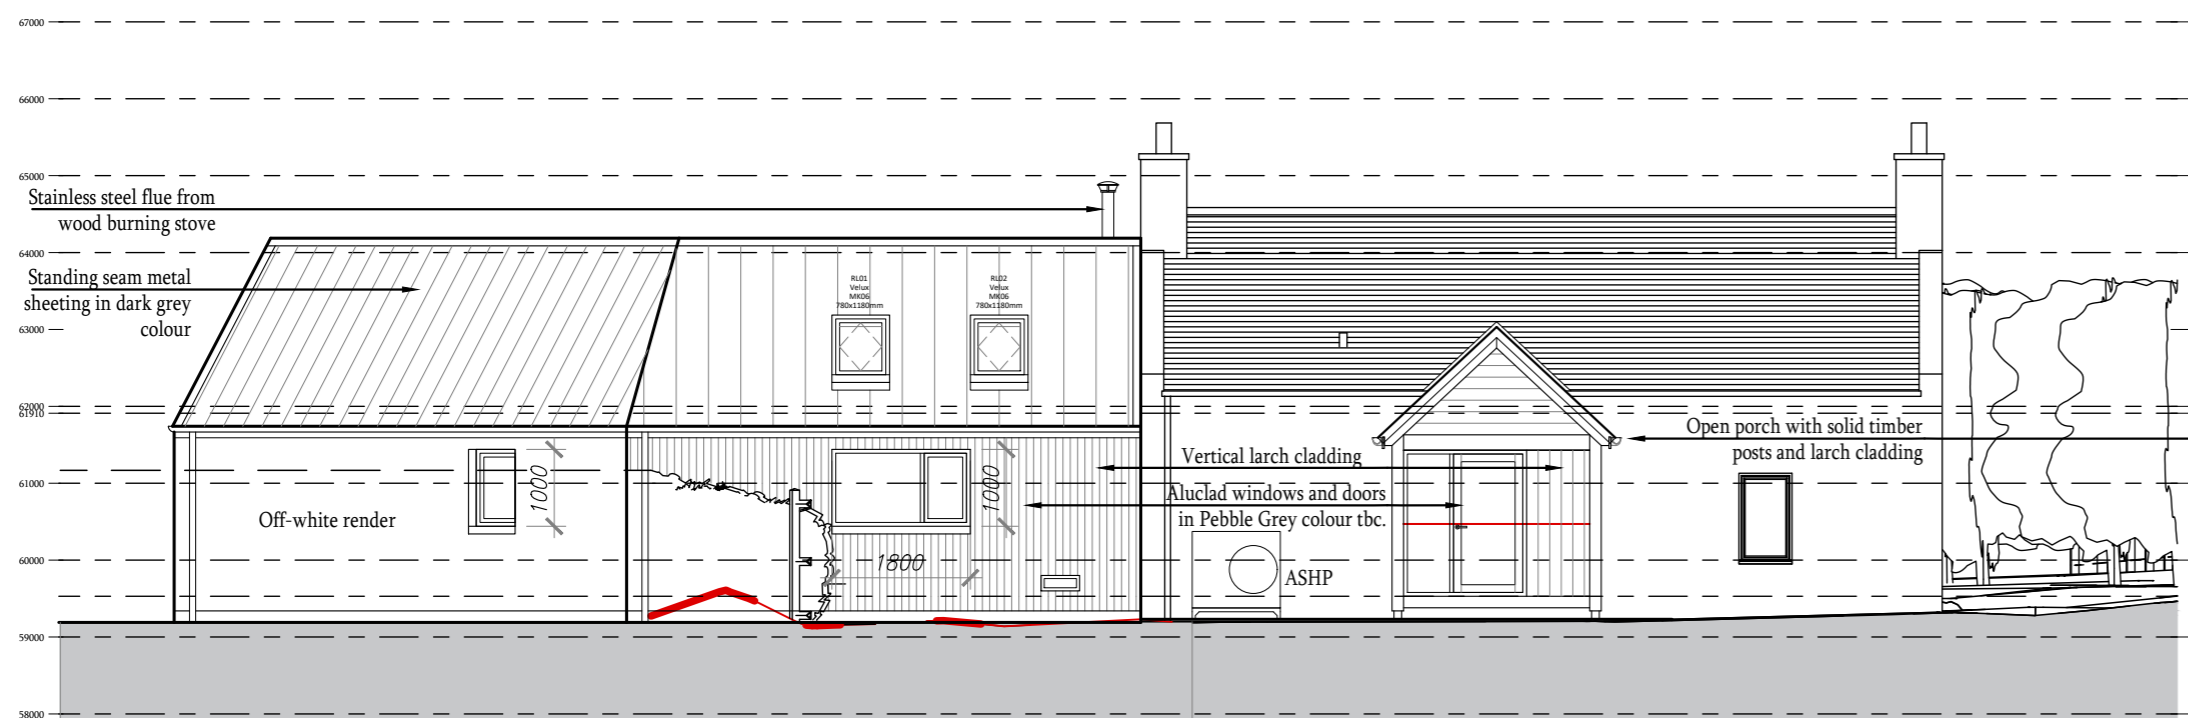 67000
66000
65000
Stainless steel flue from
wood burning stove
64000
Standing seam metal
sheeting in dark grey
colour
63000
RL01
Velux
MK06
780x1180mm
RL02
Velux
MK06
780x1180mm
62000
61910
Open porch with solid timber
posts and larch cladding
Vertical larch cladding
61000
1000
1000
Aluclad windows and doors
in Pebble Grey colour tbc.
Off-white render
60000
1800
ASHP
59000
58000